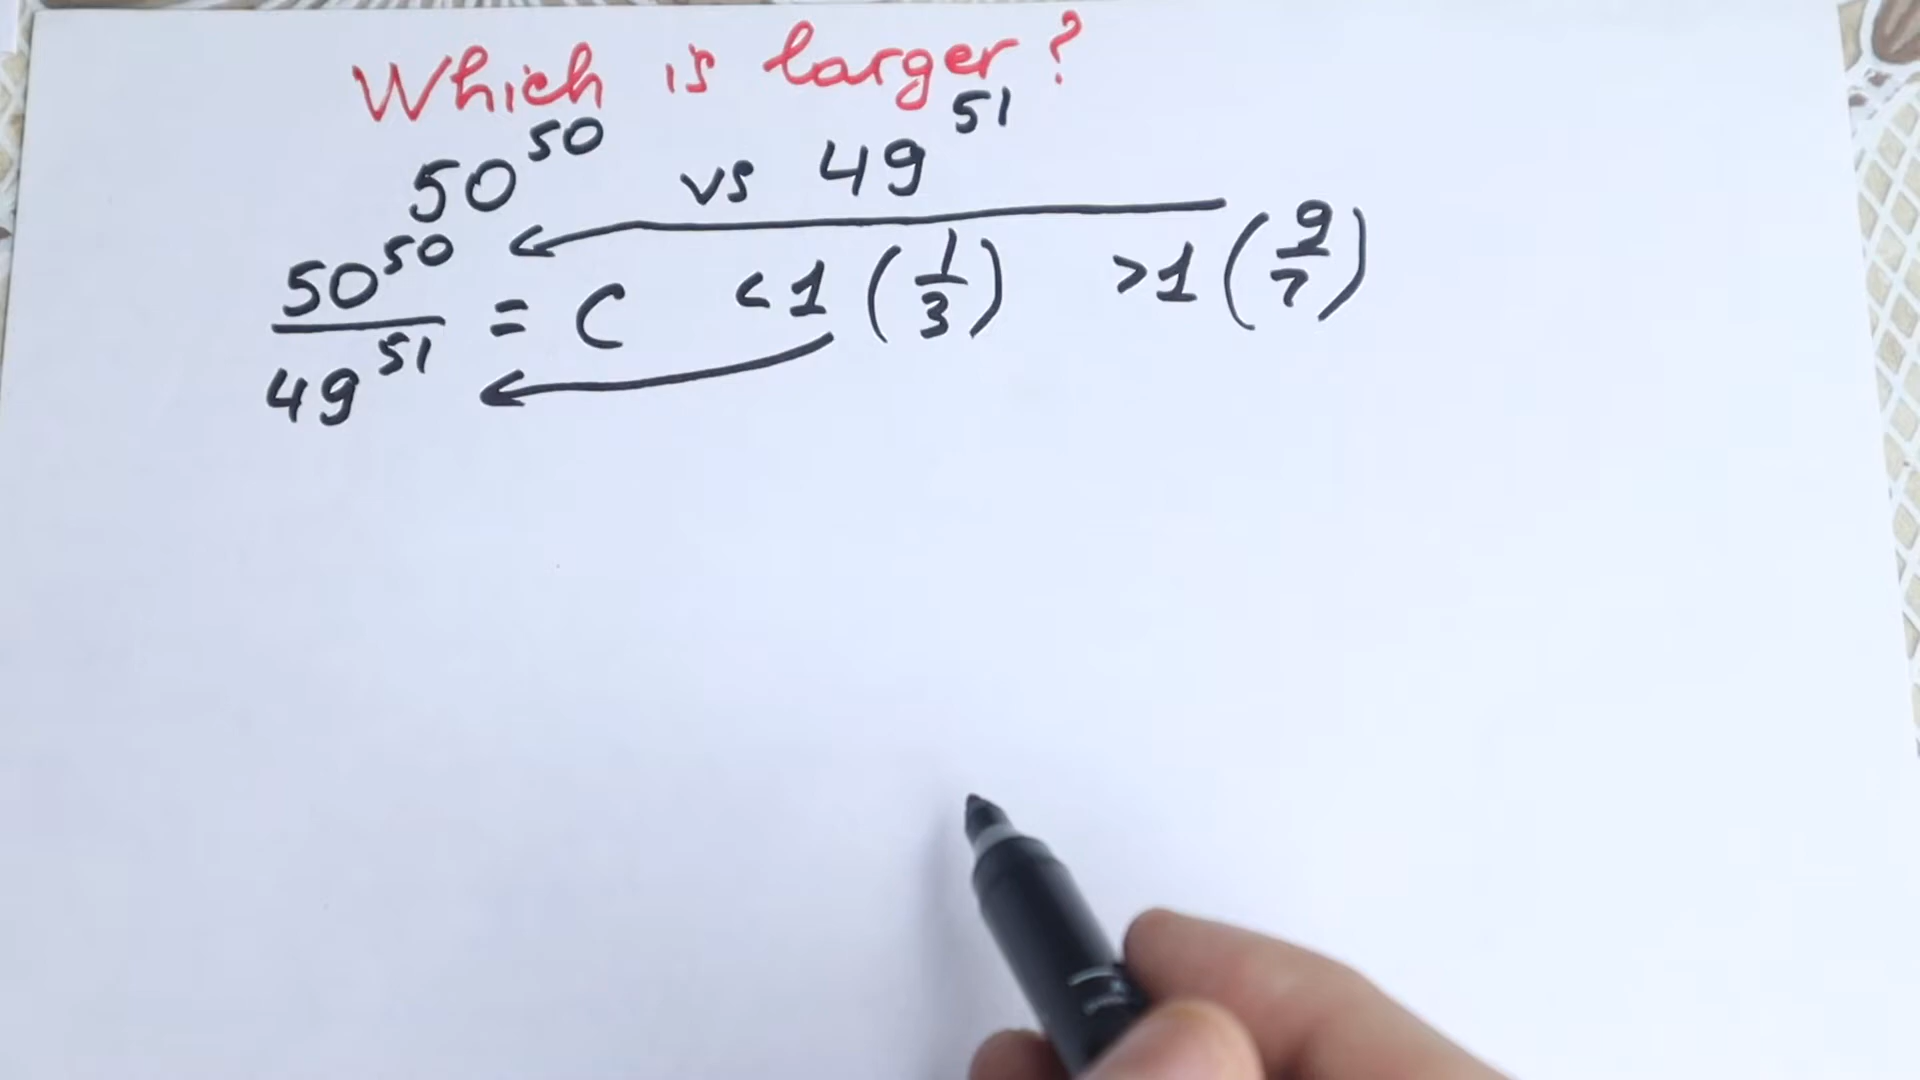 Which is larger?
50^50 vs 49^51
50^50/49^51 = C <1 (1/3) >1 (9/7)